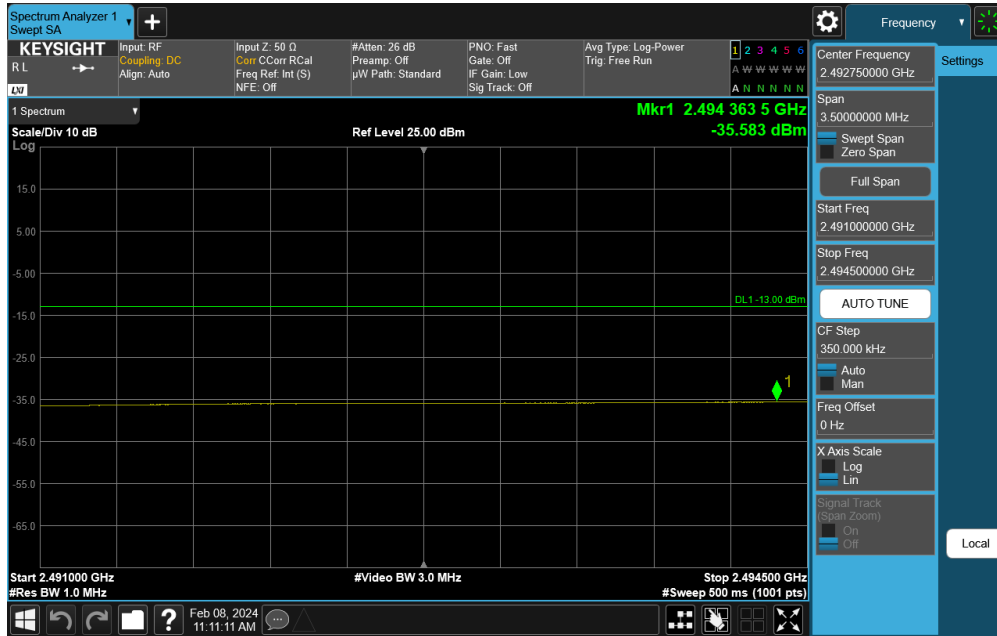 Spectrum Analyzer 1
Swept SA
Frequency
KEYSIGHT
R L
LXI
Input: RF
Coupling: DC
Align: Auto
Input Z: 50 Ω
Corr CCorr RCal
Freq Ref: Int (S)
NFE: Off
#Atten: 26 dB
Preamp: Off
µW Path: Standard
PNO: Fast
Gate: Off
IF Gain: Low
Sig Track: Off
Avg Type: Log-Power
Trig: Free Run
1 2 3 4 5 6
A W W W W W
A N N N N N
1 Spectrum
Scale/Div 10 dB
Log
Ref Level 25.00 dBm
Mkr1 2.494 363 5 GHz
-35.583 dBm
15.0
5.00
-5.00
DL1 -13.00 dBm
-15.0
-25.0
1
-35.0
-45.0
-55.0
-65.0
Start 2.491000 GHz
#Res BW 1.0 MHz
#Video BW 3.0 MHz
Stop 2.494500 GHz
#Sweep 500 ms (1001 pts)
Center Frequency
2.492750000 GHz
Settings
Span
3.50000000 MHz
Swept Span
Zero Span
Full Span
Start Freq
2.491000000 GHz
Stop Freq
2.494500000 GHz
AUTO TUNE
CF Step
350.000 kHz
Auto
Man
Freq Offset
0 Hz
X Axis Scale
Log
Lin
Signal Track
(Span Zoom)
On
Off
Local
?
Feb 08, 2024
11:11:11 AM